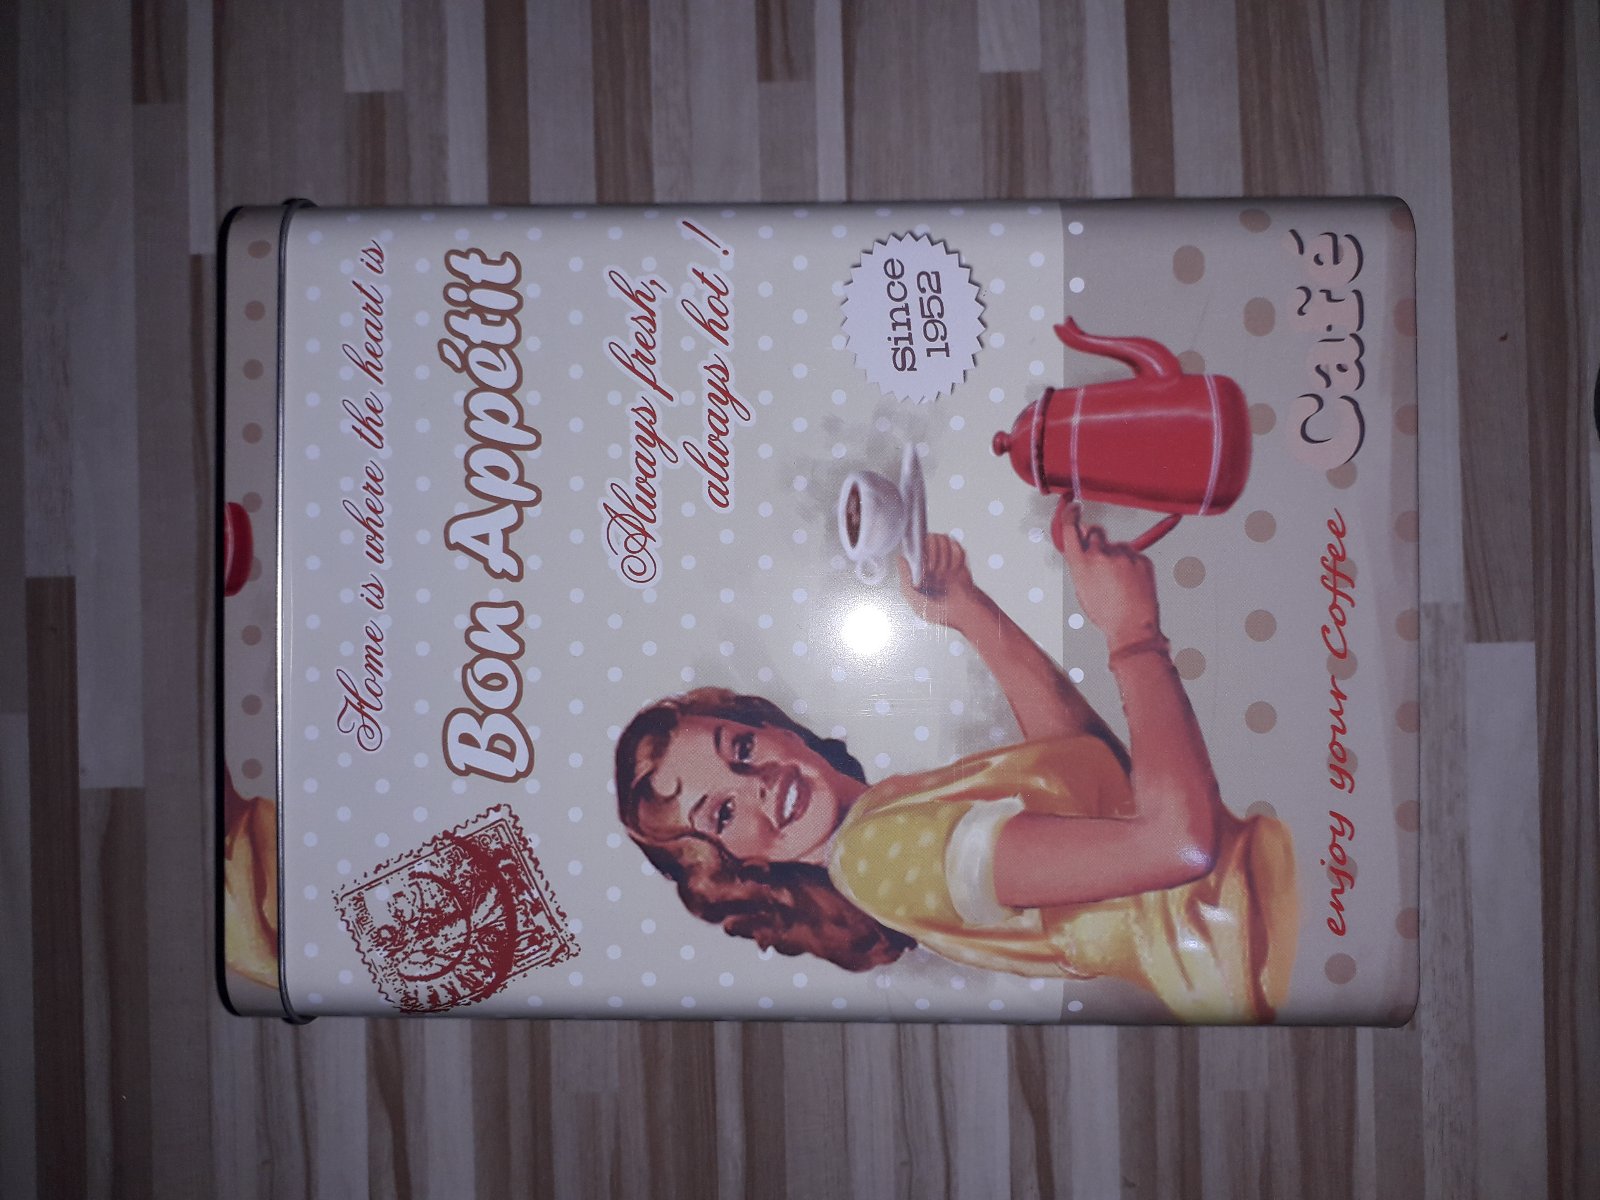 Home is where the heart is
Bon Appétit
Always fresh,
always hot !
Since
1952
enjoy your Coffee Café